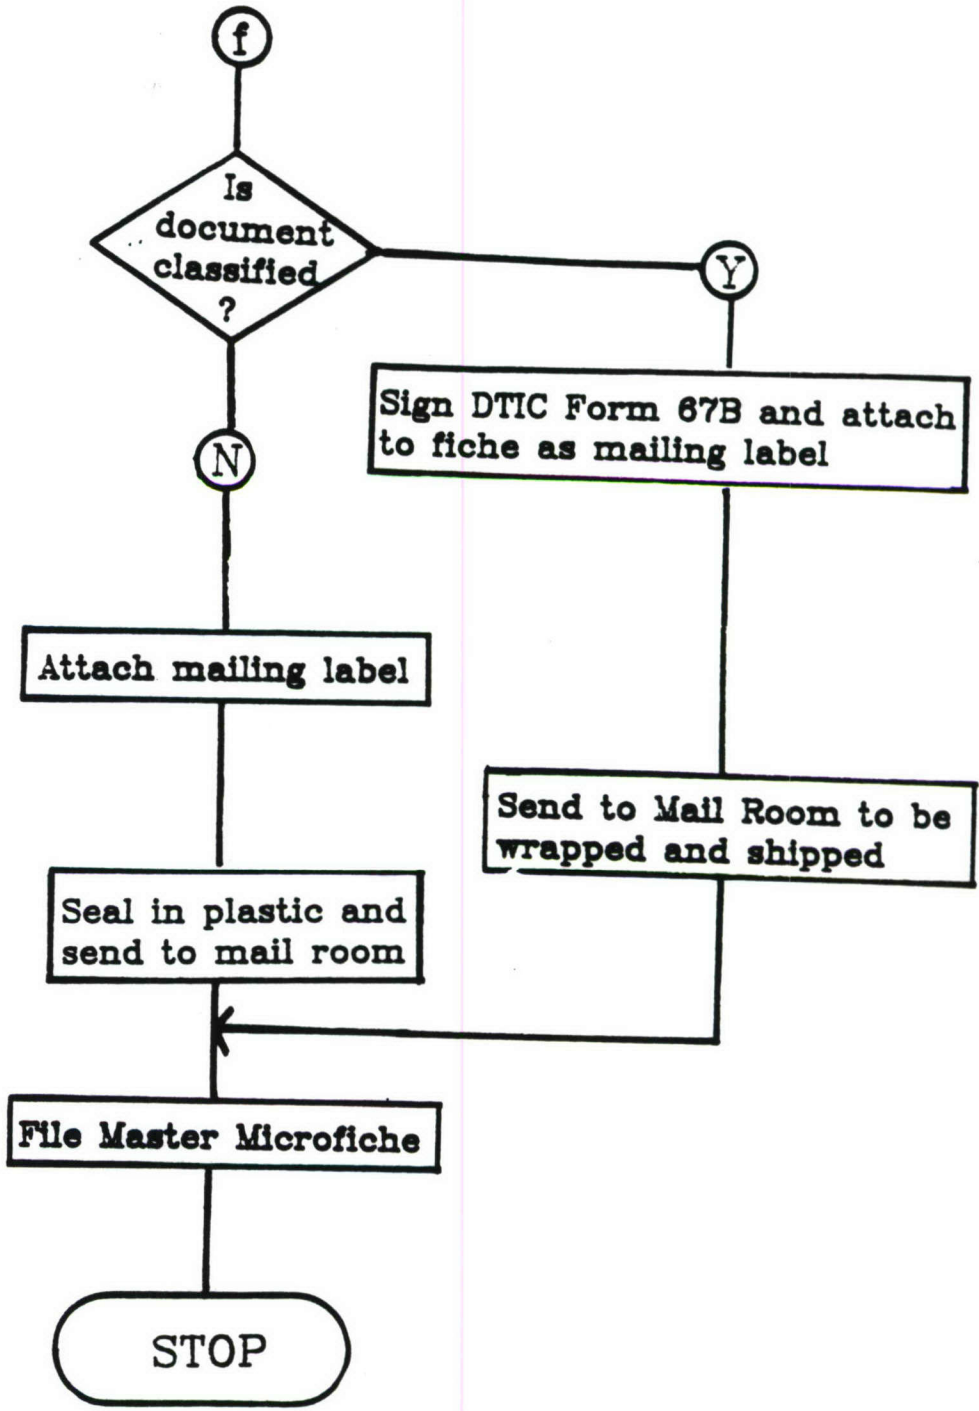 f
Is
document
classified
?
Y
Sign DTIC Form 67B and attach
to fiche as mailing label
N
Attach mailing label
Send to Mail Room to be
wrapped and shipped
Seal in plastic and
send to mail room
File Master Microfiche
STOP